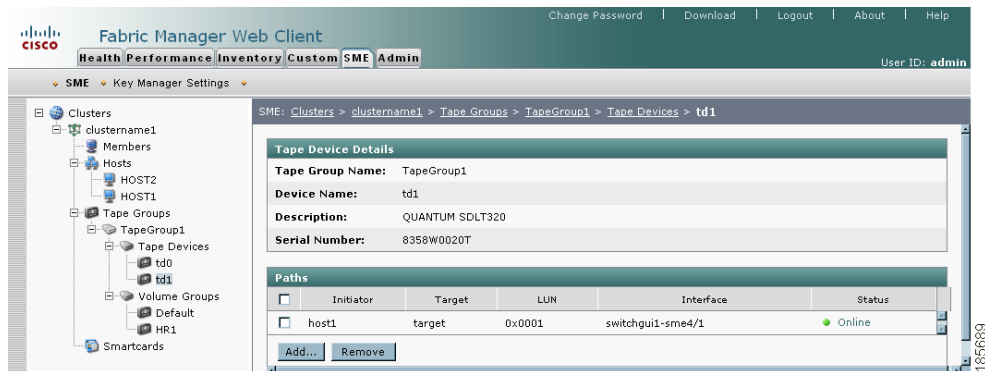 Change Password | Download | Logout | About | Help
CISCO
Fabric Manager Web Client
Health Performance Inventory Custom SME Admin
User ID: admin
SME Key Manager Settings
Clusters
clustername1
Members
Hosts
HOST2
HOST1
Tape Groups
TapeGroup1
Tape Devices
td0
td1
Volume Groups
Default
HR1
Smartcards
SME: Clusters > clustername1 > Tape Groups > TapeGroup1 > Tape Devices > td1
Tape Device Details
Tape Group Name: TapeGroup1
Device Name: td1
Description: QUANTUM SDLT320
Serial Number: 8358W0020T
Paths
Initiator Target LUN Interface Status
host1 target 0x0001 switchgui1-sme4/1 Online
Add... Remove
185689